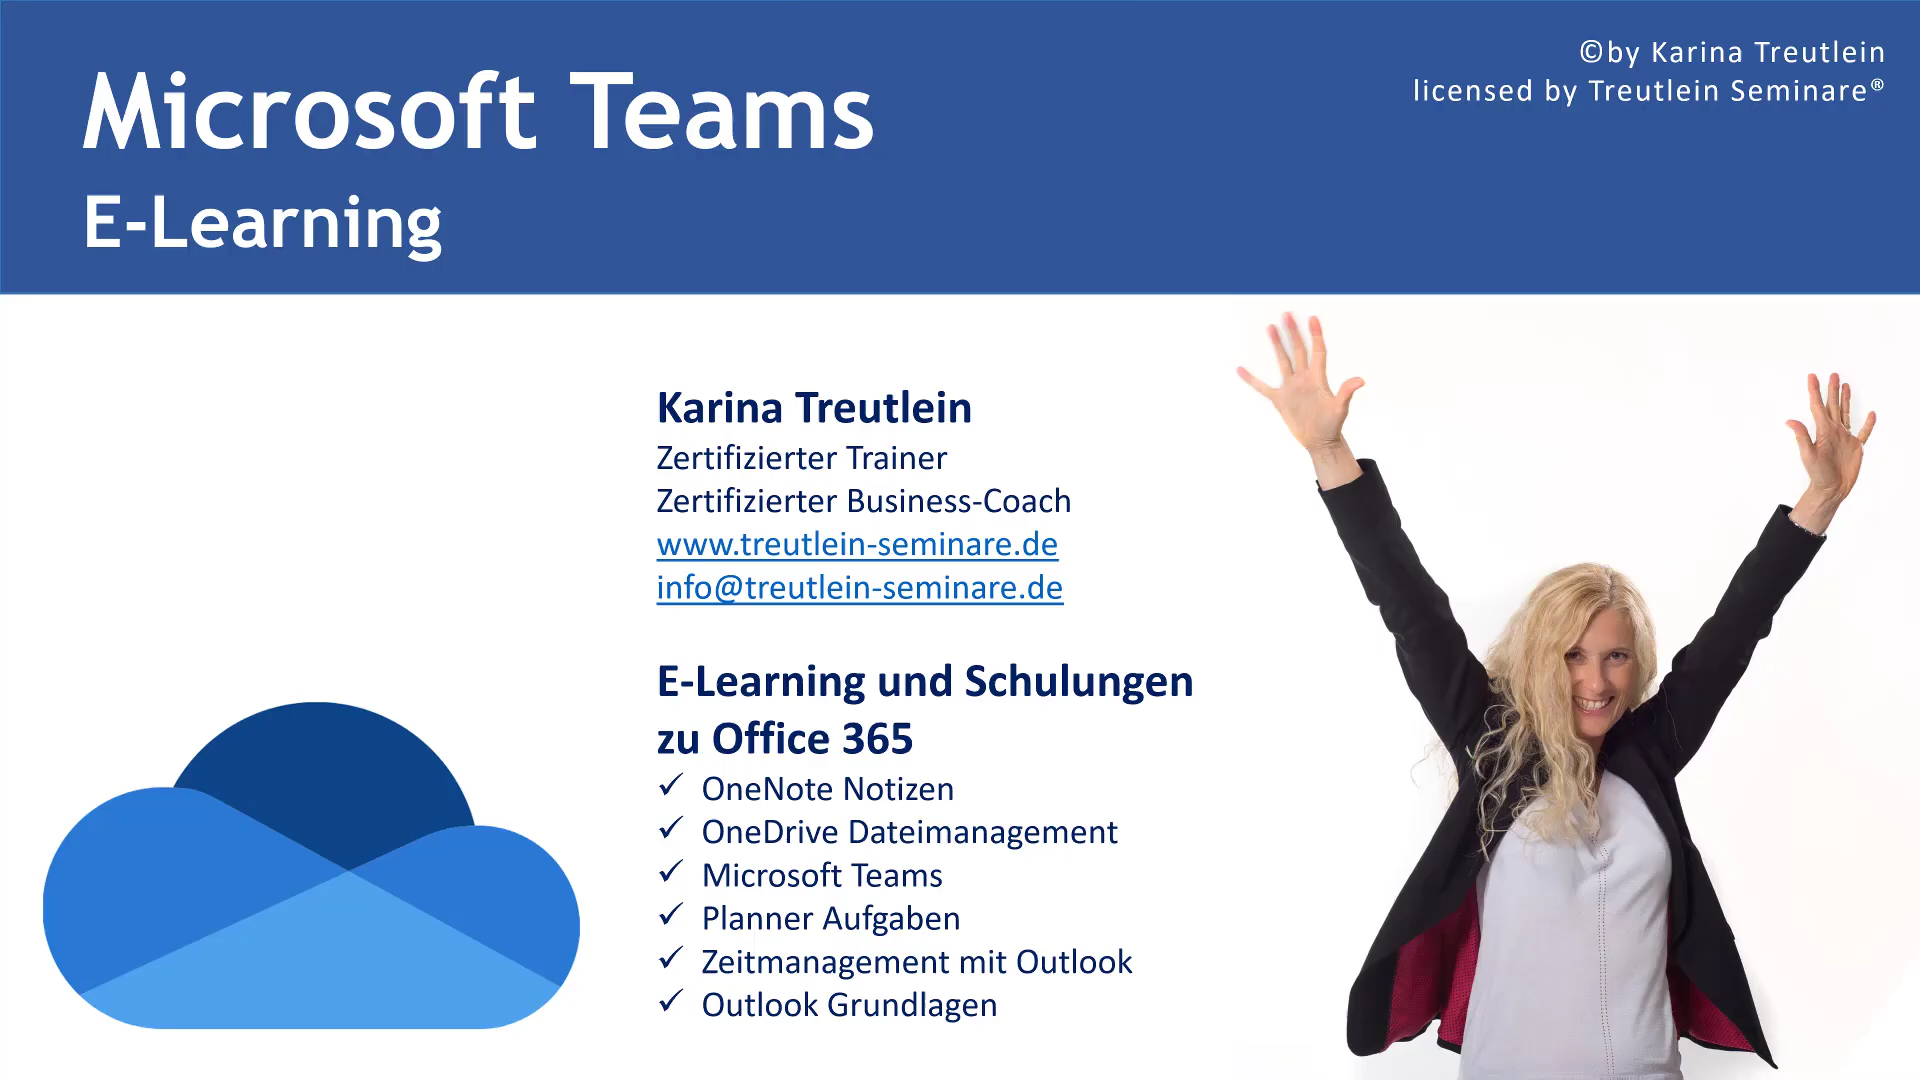 Microsoft Teams
E-Learning
©by Karina Treutlein
licensed by Treutlein Seminare®
Karina Treutlein
Zertifizierter Trainer
Zertifizierter Business-Coach
www.treutlein-seminare.de
info@treutlein-seminare.de
E-Learning und Schulungen
zu Office 365
✓ OneNote Notizen
✓ OneDrive Dateimanagement
✓ Microsoft Teams
✓ Planner Aufgaben
✓ Zeitmanagement mit Outlook
✓ Outlook Grundlagen